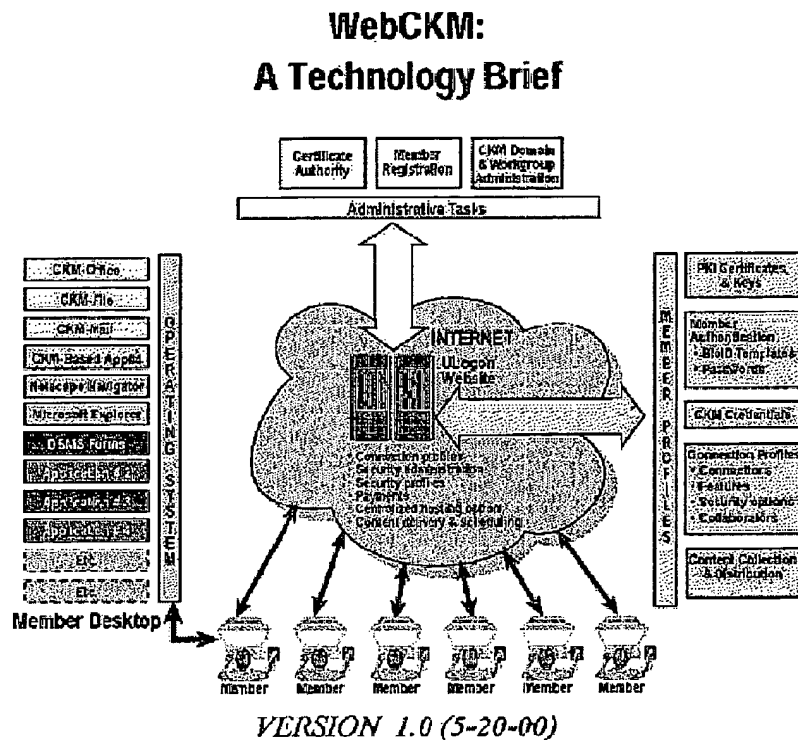 WebCKM:
A Technology Brief
Certificate
Authority
Member
Registration
CKM Domain
& Workgroup
Administration
Administrative Tasks
CKM-Office
CKM-File
CKM-Mail
CKM-Based Appls
Netscape Navigator
Microsoft Explorer
DSMS Forms
Etc
Etc
OPERATING SYSTEM
Member Desktop
INTERNET
ULogon
Website
Connection profiles
Security administration
Security profiles
Payments
Centralized hosting option
Content delivery & scheduling
MEMBER PROFILES
PKI Certificates
& Keys
Member
Authentication
• BioID Templates
• Passwords
CKM Credentials
Connection Profiles
• Connections
• Features
• Security options
• Collaborators
Content Collection
& Distribution
Member
Member
Member
Member
Member
Member
VERSION 1.0 (5-20-00)